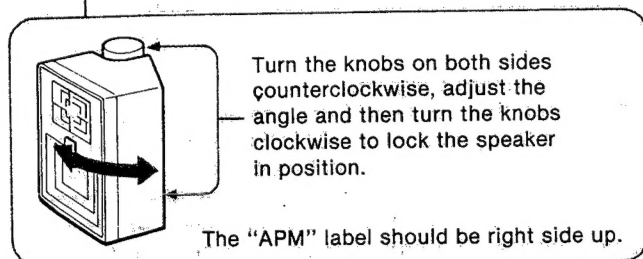 Turn the knobs on both sides
counterclockwise, adjust the
angle and then turn the knobs
clockwise to lock the speaker
in position.
The “APM” label should be right side up.